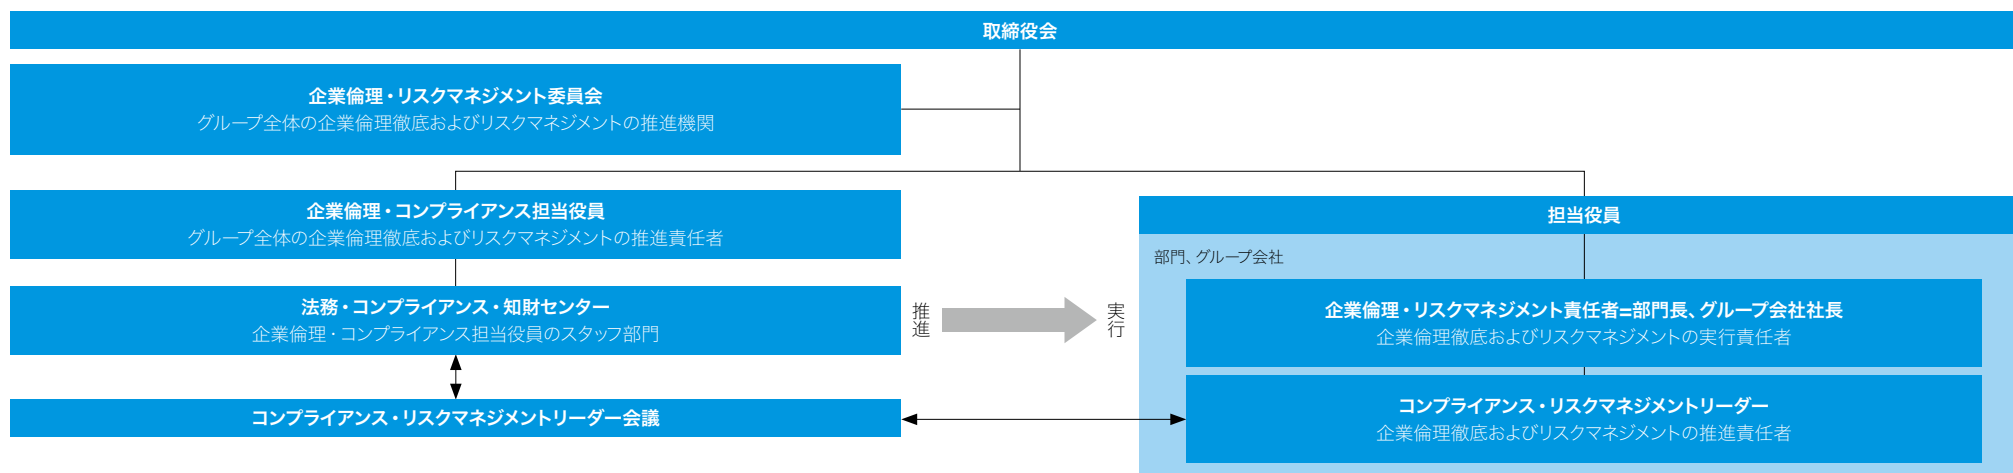 取締役会
企業倫理・リスクマネジメント委員会
グループ全体の企業倫理徹底およびリスクマネジメントの推進機関
企業倫理・コンプライアンス担当役員
グループ全体の企業倫理徹底およびリスクマネジメントの推進責任者
法務・コンプライアンス・知財センター
企業倫理・コンプライアンス担当役員のスタッフ部門
コンプライアンス・リスクマネジメントリーダー会議
推進
実行
担当役員
部門、グループ会社
企業倫理・リスクマネジメント責任者=部門長、グループ会社社長
企業倫理徹底およびリスクマネジメントの実行責任者
コンプライアンス・リスクマネジメントリーダー
企業倫理徹底およびリスクマネジメントの推進責任者